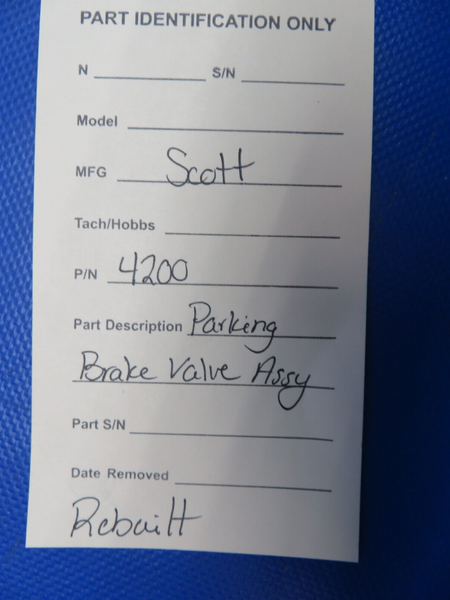 PART IDENTIFICATION ONLY
N S/N
Model
MFG Scott
Tach/Hobbs
P/N 4200
Part Description Parking
Brake Valve Assy
Part S/N
Date Removed
Rebuilt